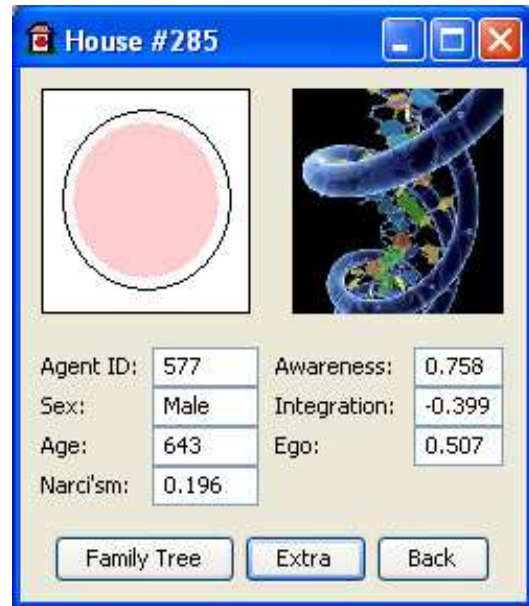 House #285
Agent ID: 577 Awareness: 0.758
Sex: Male Integration: -0.399
Age: 643 Ego: 0.507
Narci'sm: 0.196
Family Tree Extra Back